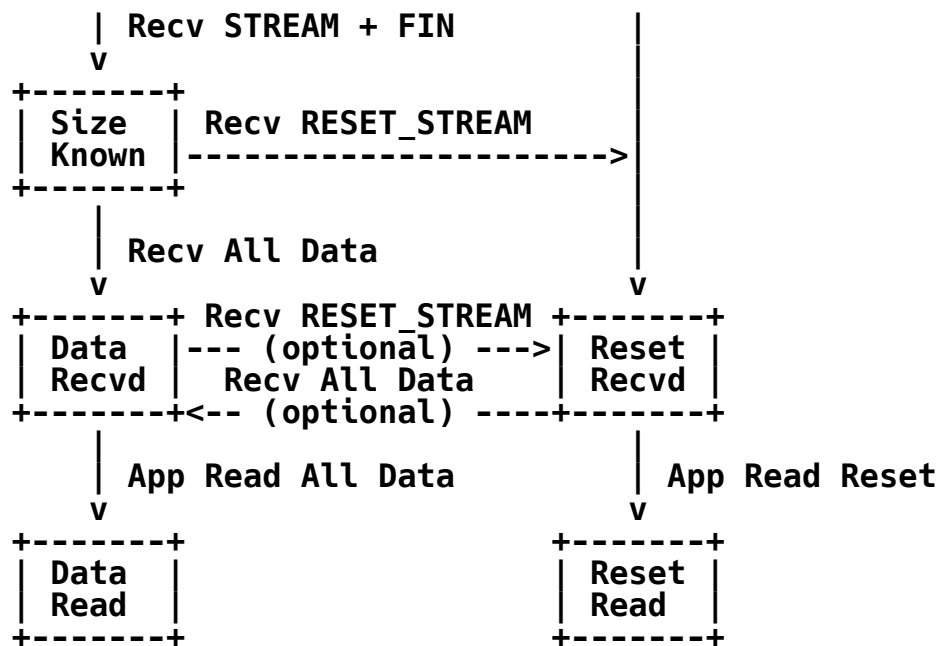 | Recv STREAM + FIN         |
       v                           |
   +-------+                       |
   | Size  | Recv RESET_STREAM     |
   | Known |---------------------->|
   +-------+                       |
       |                           |
       | Recv All Data             |
       v                           v
   +-------+ Recv RESET_STREAM +-------+
   | Data  |--- (optional) --->| Reset |
   | Recvd |  Recv All Data    | Recvd |
   +-------+<-- (optional) ----+-------+
       |                           |
       | App Read All Data         | App Read Reset
       v                           v
   +-------+                   +-------+
   | Data  |                   | Reset |
   | Read  |                   | Read  |
   +-------+                   +-------+